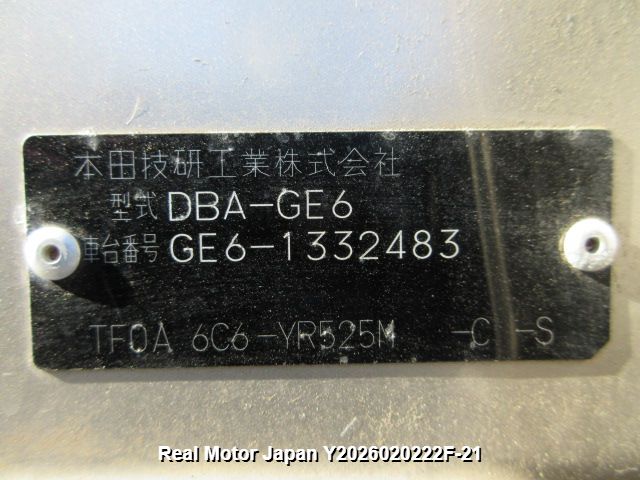 本田技研工業株式会社
型式 DBA-GE6
車台番号 GE6-1332483
TF0A 6C6-YR525M -C -S
Real Motor Japan Y2026020222F-21